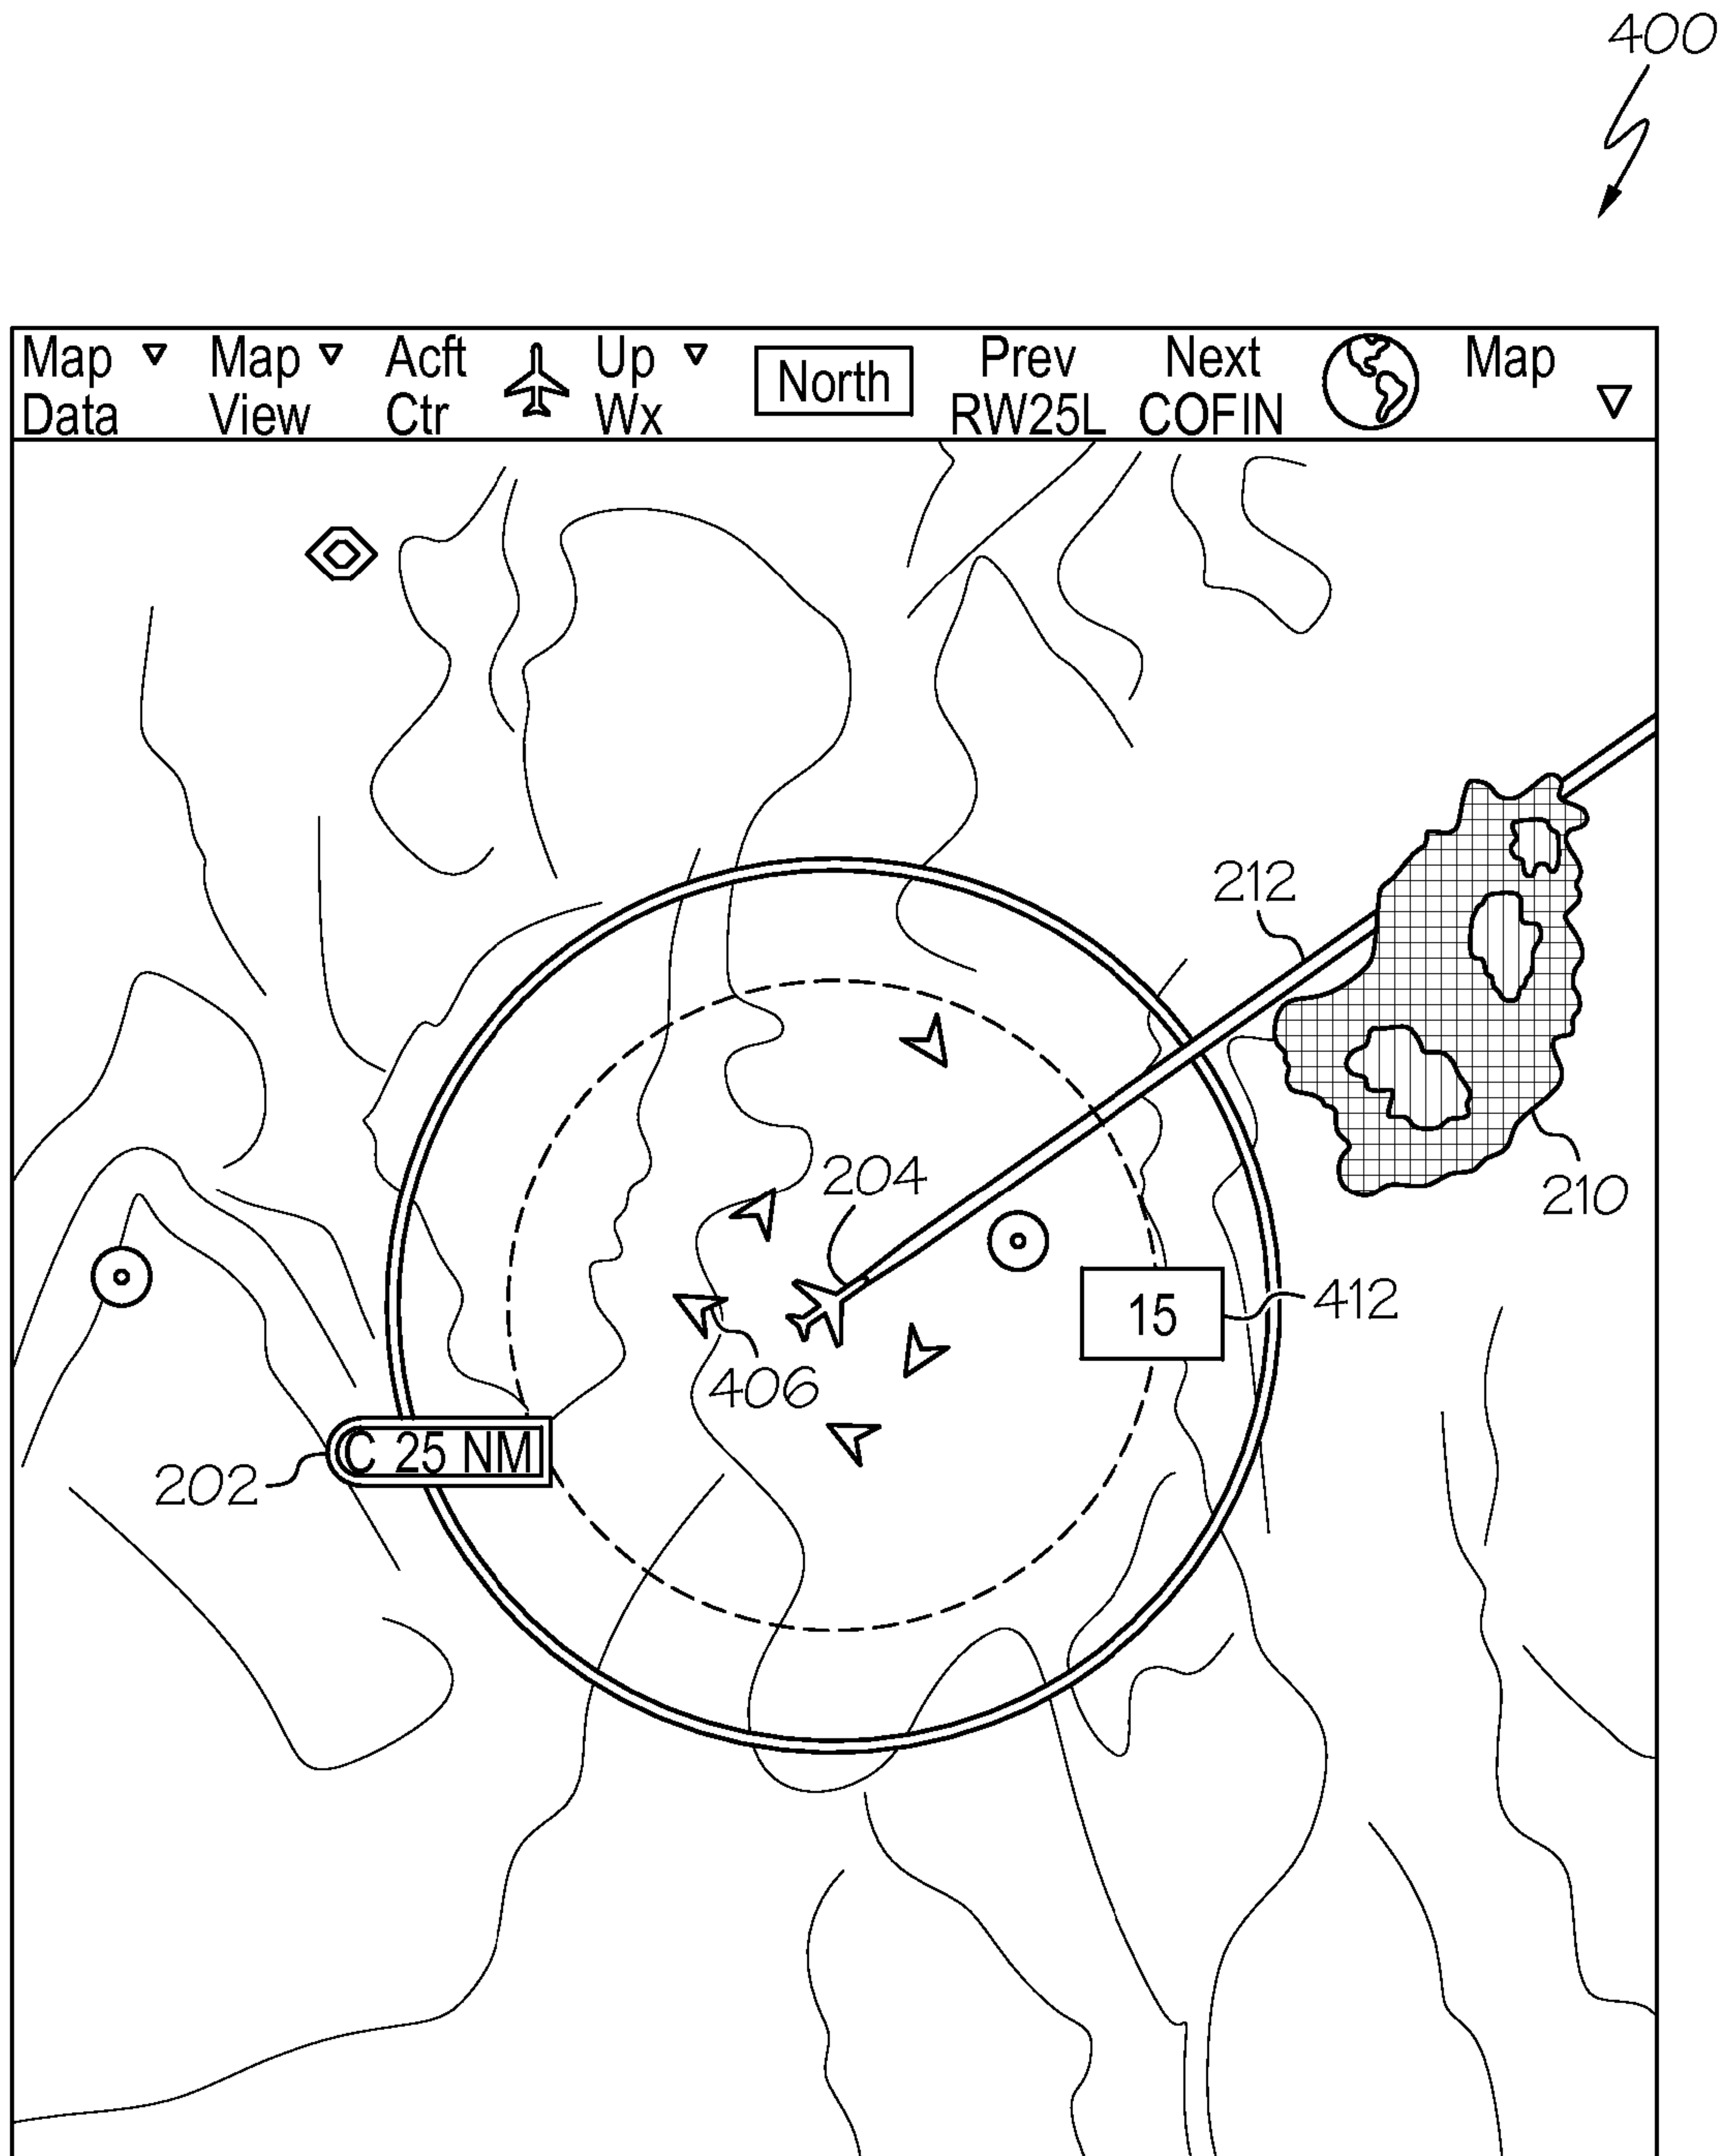 400
Map Map Acft Up North Prev Next Map
Data View Ctr Wx RW25L COFIN
212
204
210
15
412
406
C 25 NM
202